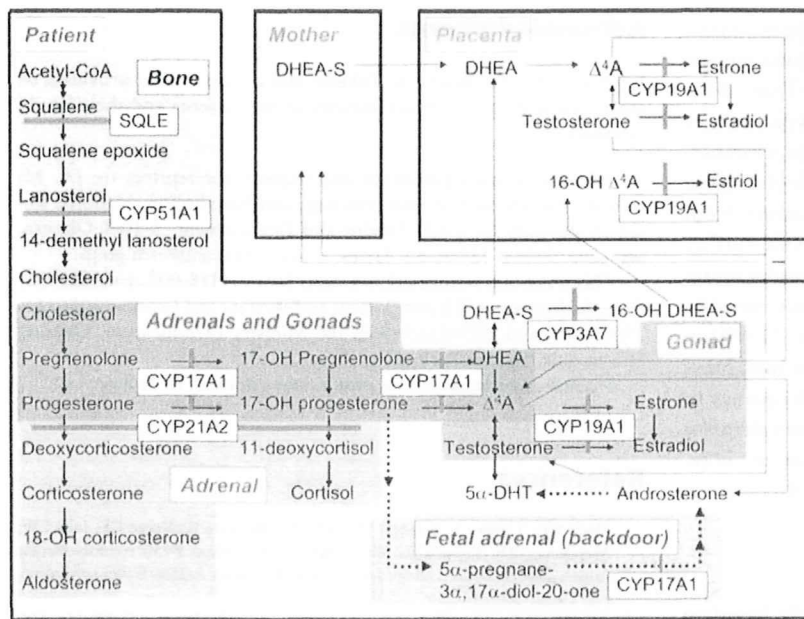 Patient
Mother
Placenta
Acetyl-CoA
Bone
DHEA-S
DHEA
Δ⁴A
Estrone
Squalene
SQLE
CYP19A1
Squalene epoxide
Testosterone
Estradiol
Lanosterol
16-OH Δ⁴A
Estriol
CYP51A1
CYP19A1
14-demethyl lanosterol
Cholesterol
Cholesterol
Adrenals and Gonads
DHEA-S
16-OH DHEA-S
CYP3A7
Gonad
Pregnenolone
17-OH Pregnenolone
DHEA
CYP17A1
CYP17A1
Progesterone
17-OH progesterone
Δ⁴A
Estrone
CYP21A2
CYP19A1
Deoxycorticosterone
11-deoxycortisol
Testosterone
Estradiol
Adrenal
Corticosterone
Cortisol
5α-DHT
Androsterone
18-OH corticosterone
Fetal adrenal (backdoor)
5α-pregnane-
3α,17α-diol-20-one
CYP17A1
Aldosterone